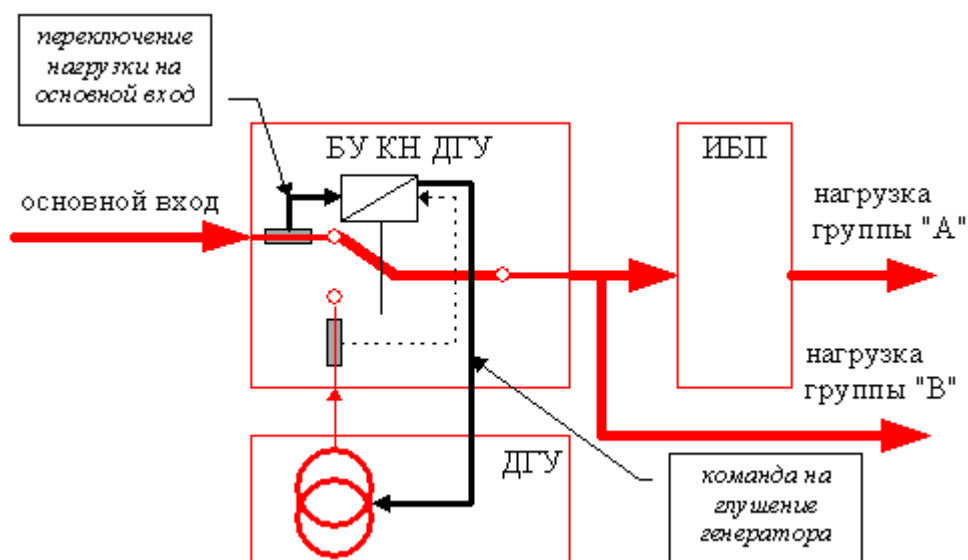 переключение
нагрузки на
основной вход
БУ КН ДГУ
ИБП
основной вход
нагрузка
группы "А"
нагрузка
группы "В"
ДГУ
команда на
глушение
генератора